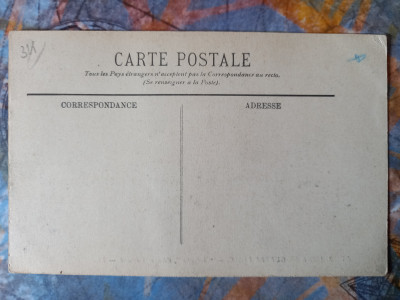 CARTE POSTALE
Tous les Pays étrangers n'acceptent pas la Correspondance au recto.
(Se renseigner à la Poste).
CORRESPONDANCE
ADRESSE